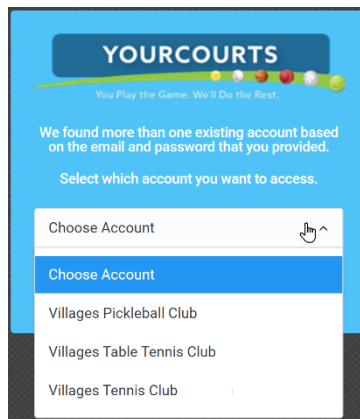 YOURCOURTS
You Play the Game. We'll Do the Rest.
We found more than one existing account based
on the email and password that you provided.
Select which account you want to access.
Choose Account
Choose Account
Villages Pickleball Club
Villages Table Tennis Club
Villages Tennis Club